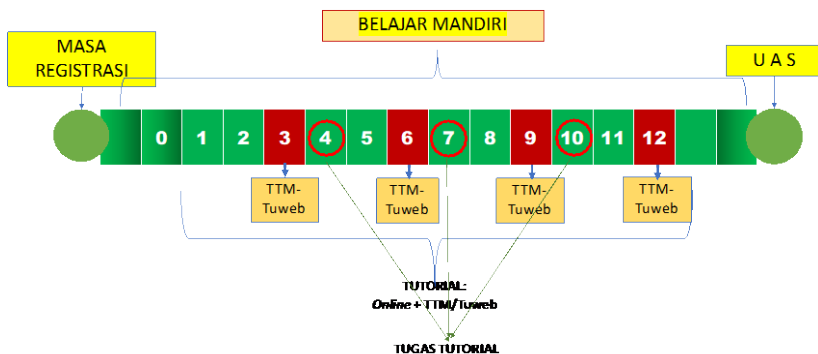 BELAJAR MANDIRI
MASA
REGISTRASI
U A S
0 1 2 3 4 5 6 7 8 9 10 11 12
TTM-
Tuweb
TTM-
Tuweb
TTM-
Tuweb
TTM-
Tuweb
TUTORIAL:
Online + TTM/Tuweb
TUGAS TUTORIAL